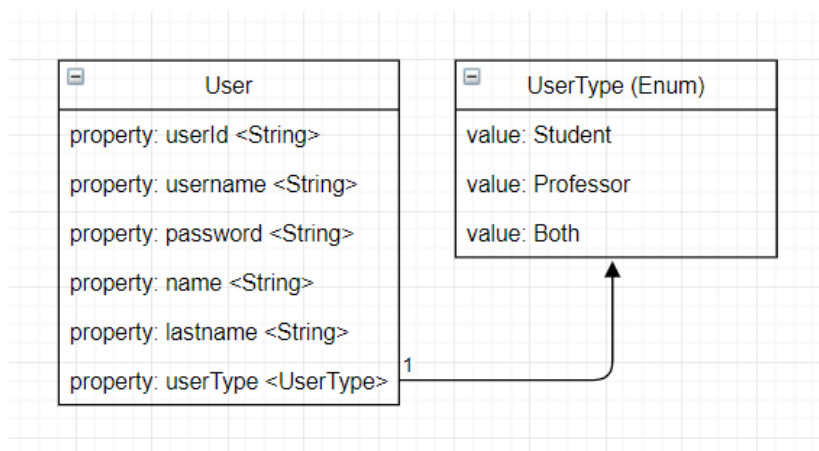 User
property: userId <String>
property: username <String>
property: password <String>
property: name <String>
property: lastname <String>
property: userType <UserType>
1
UserType (Enum)
value: Student
value: Professor
value: Both